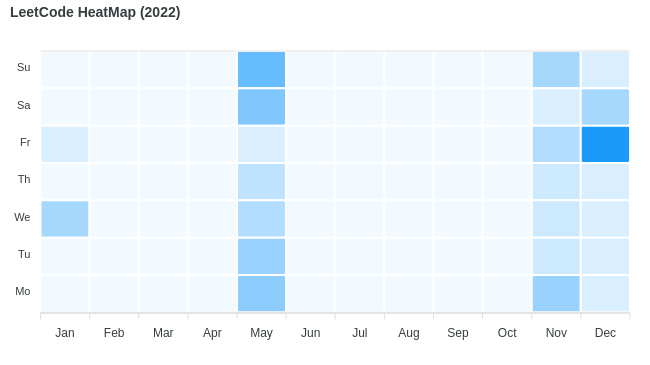 LeetCode HeatMap (2022)
Su
Sa
Fr
Th
We
Tu
Mo
Jan Feb Mar Apr May Jun Jul Aug Sep Oct Nov Dec